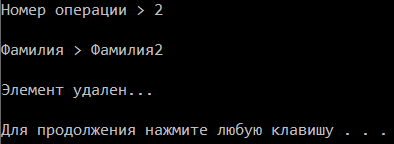 Номер операции > 2
Фамилия > Фамилия2
Элемент удален...
Для продолжения нажмите любую клавишу . . .